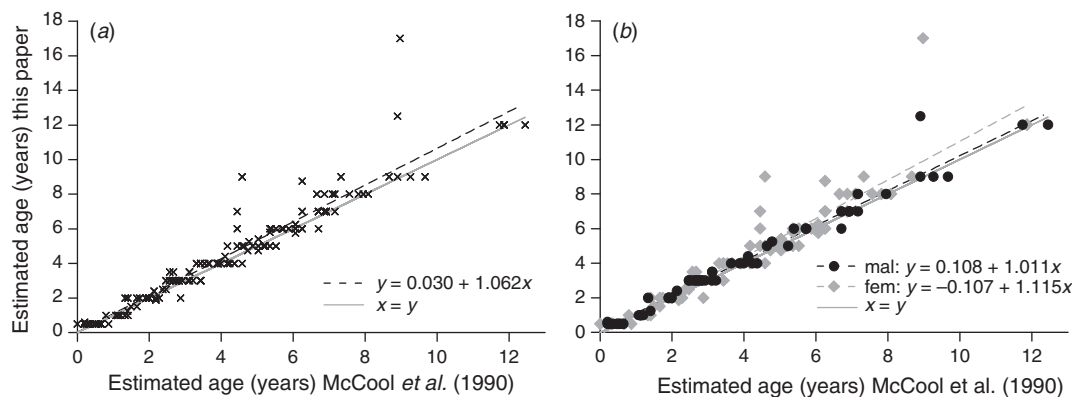 Estimated age (years) this paper
18
16
14
12
10
8
6
4
2
0
(a)
y = 0.030 + 1.062x
x = y
0 2 4 6 8 10 12
Estimated age (years) McCool et al. (1990)
18
16
14
12
10
8
6
4
2
0
(b)
mal: y = 0.108 + 1.011x
fem: y = –0.107 + 1.115x
x = y
0 2 4 6 8 10 12
Estimated age (years) McCool et al. (1990)